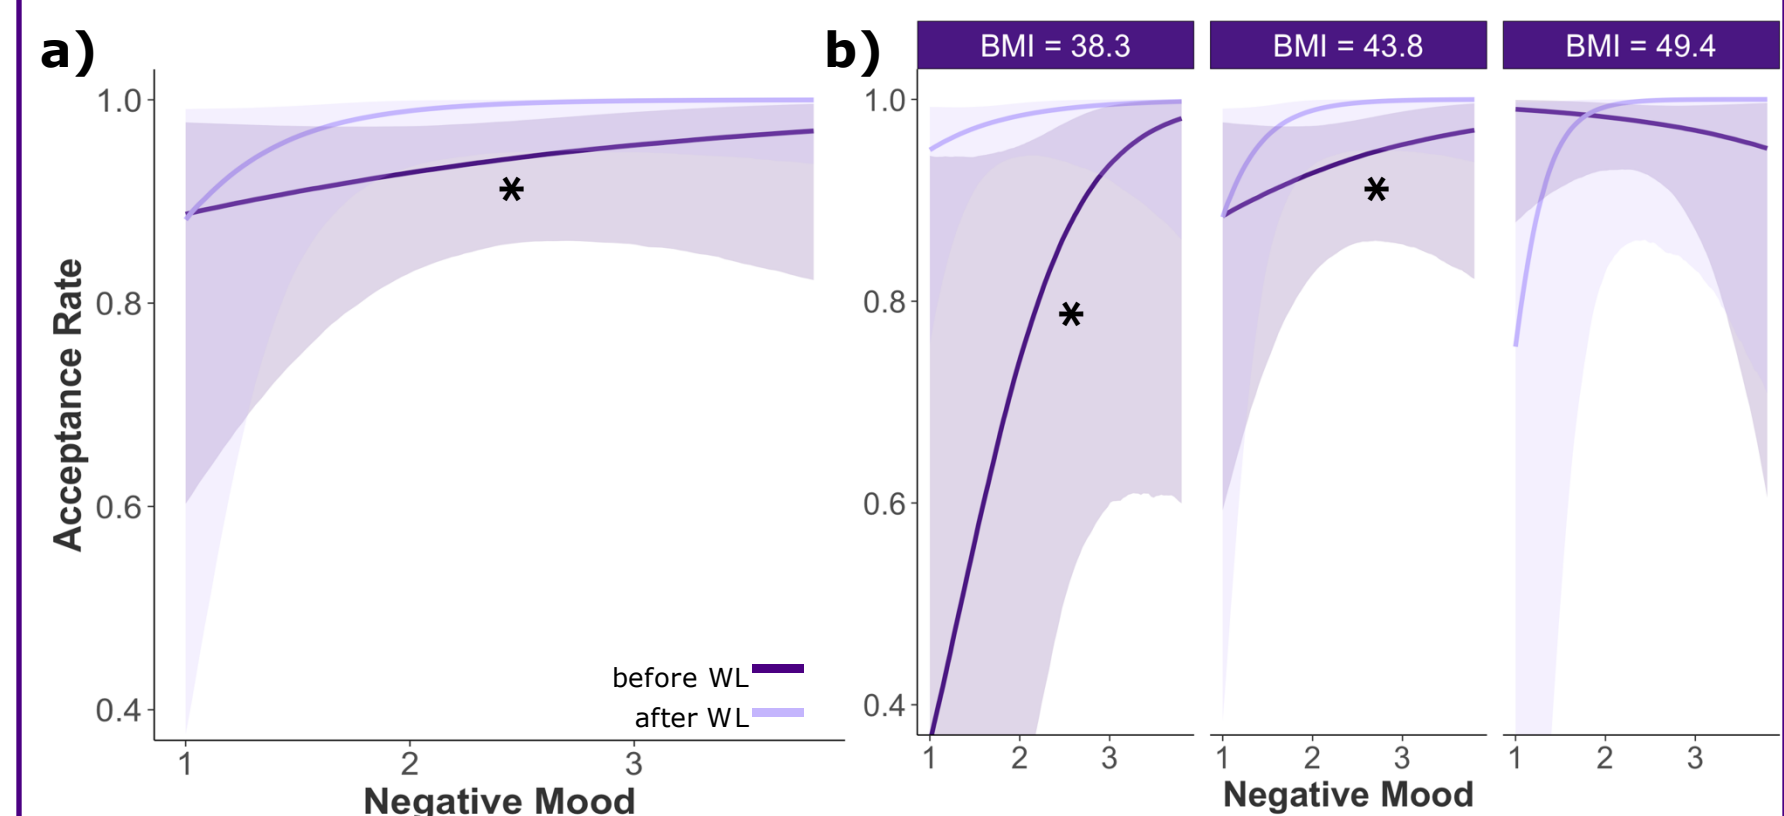 a)
1.0
0.8
0.6
0.4
Acceptance Rate
before WL
after WL
1 2 3
Negative Mood
b)
BMI = 38.3
BMI = 43.8
BMI = 49.4
1.0
0.8
0.6
0.4
*
*
*
1 2 3
1 2 3
1 2 3
Negative Mood